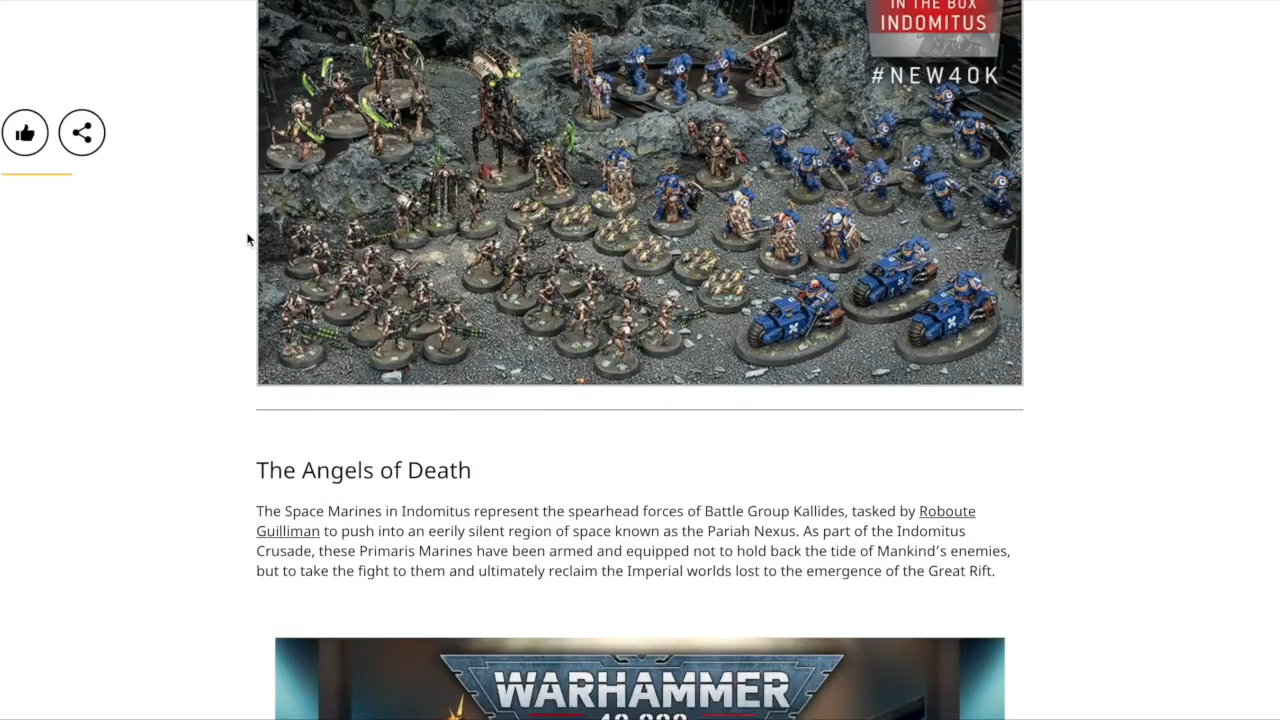 IN THE BOX
INDOMITUS
#NEW40K
The Angels of Death
The Space Marines in Indomitus represent the spearhead forces of Battle Group Kallides, tasked by Roboute
Guilliman to push into an eerily silent region of space known as the Pariah Nexus. As part of the Indomitus
Crusade, these Primaris Marines have been armed and equipped not to hold back the tide of Mankind’s enemies,
but to take the fight to them and ultimately reclaim the Imperial worlds lost to the emergence of the Great Rift.
WARHAMMER
40,000